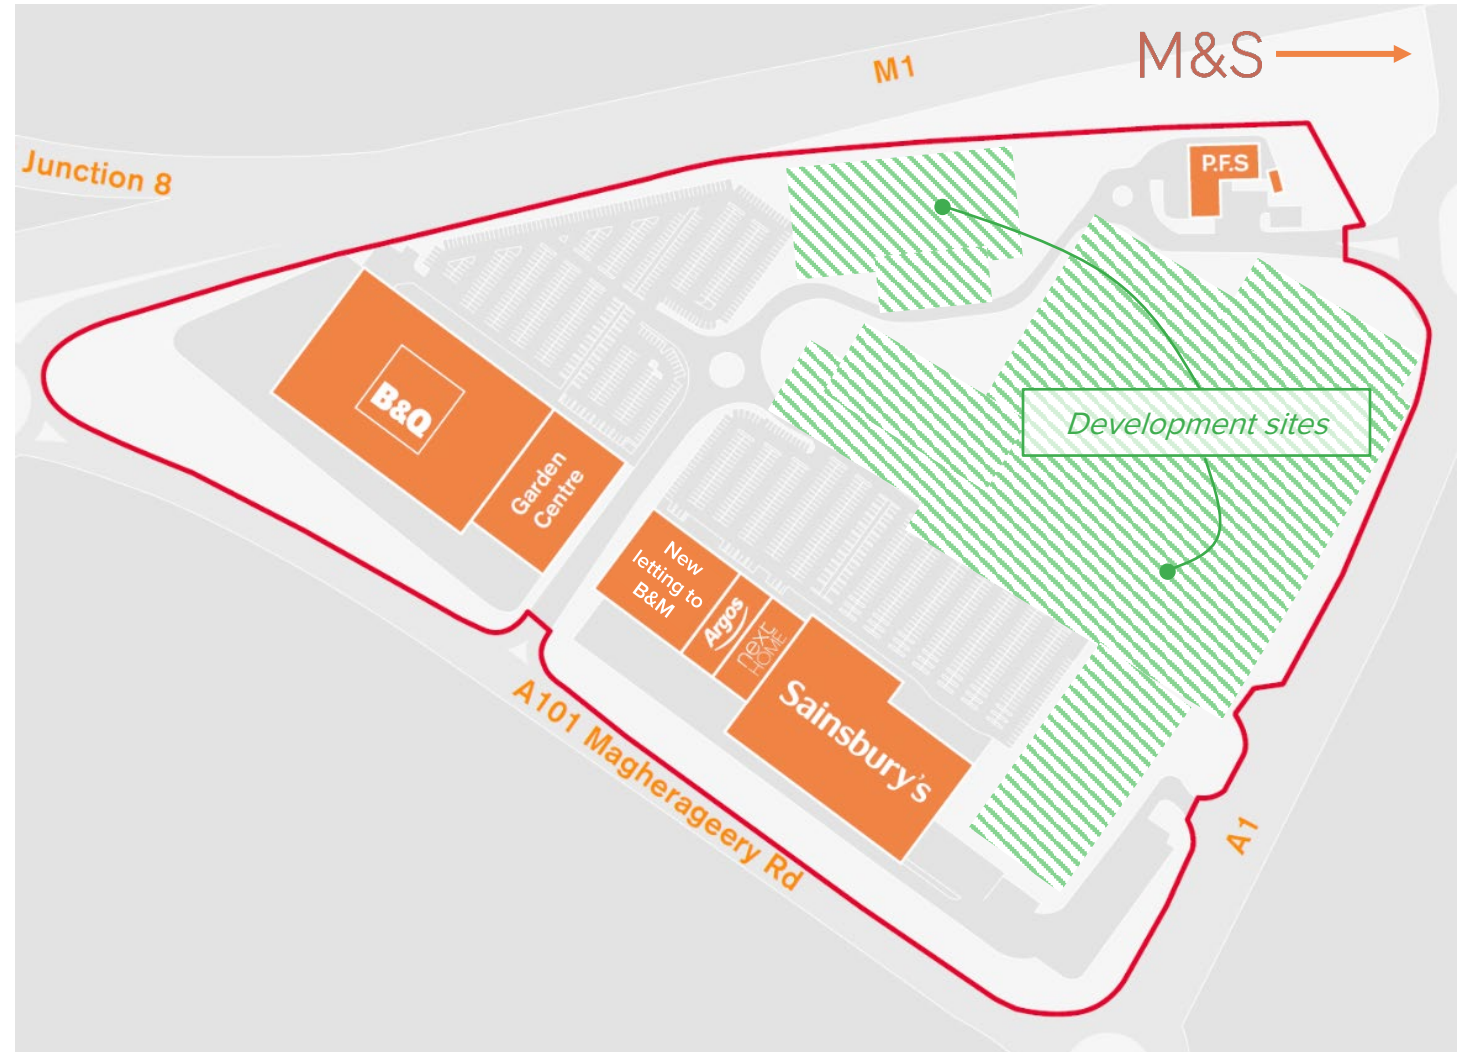 M&S
M1
Junction 8
P.F.S
B&Q
Development sites
Garden
Centre
New
letting to
B&M
Argos
next
HOME
Sainsbury's
A101 Magherageery Rd
A1